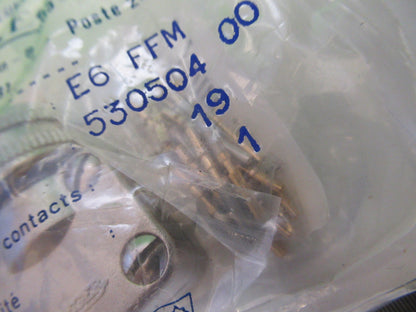 Poste
E6 FFM 00
530504 19
1
contacts :